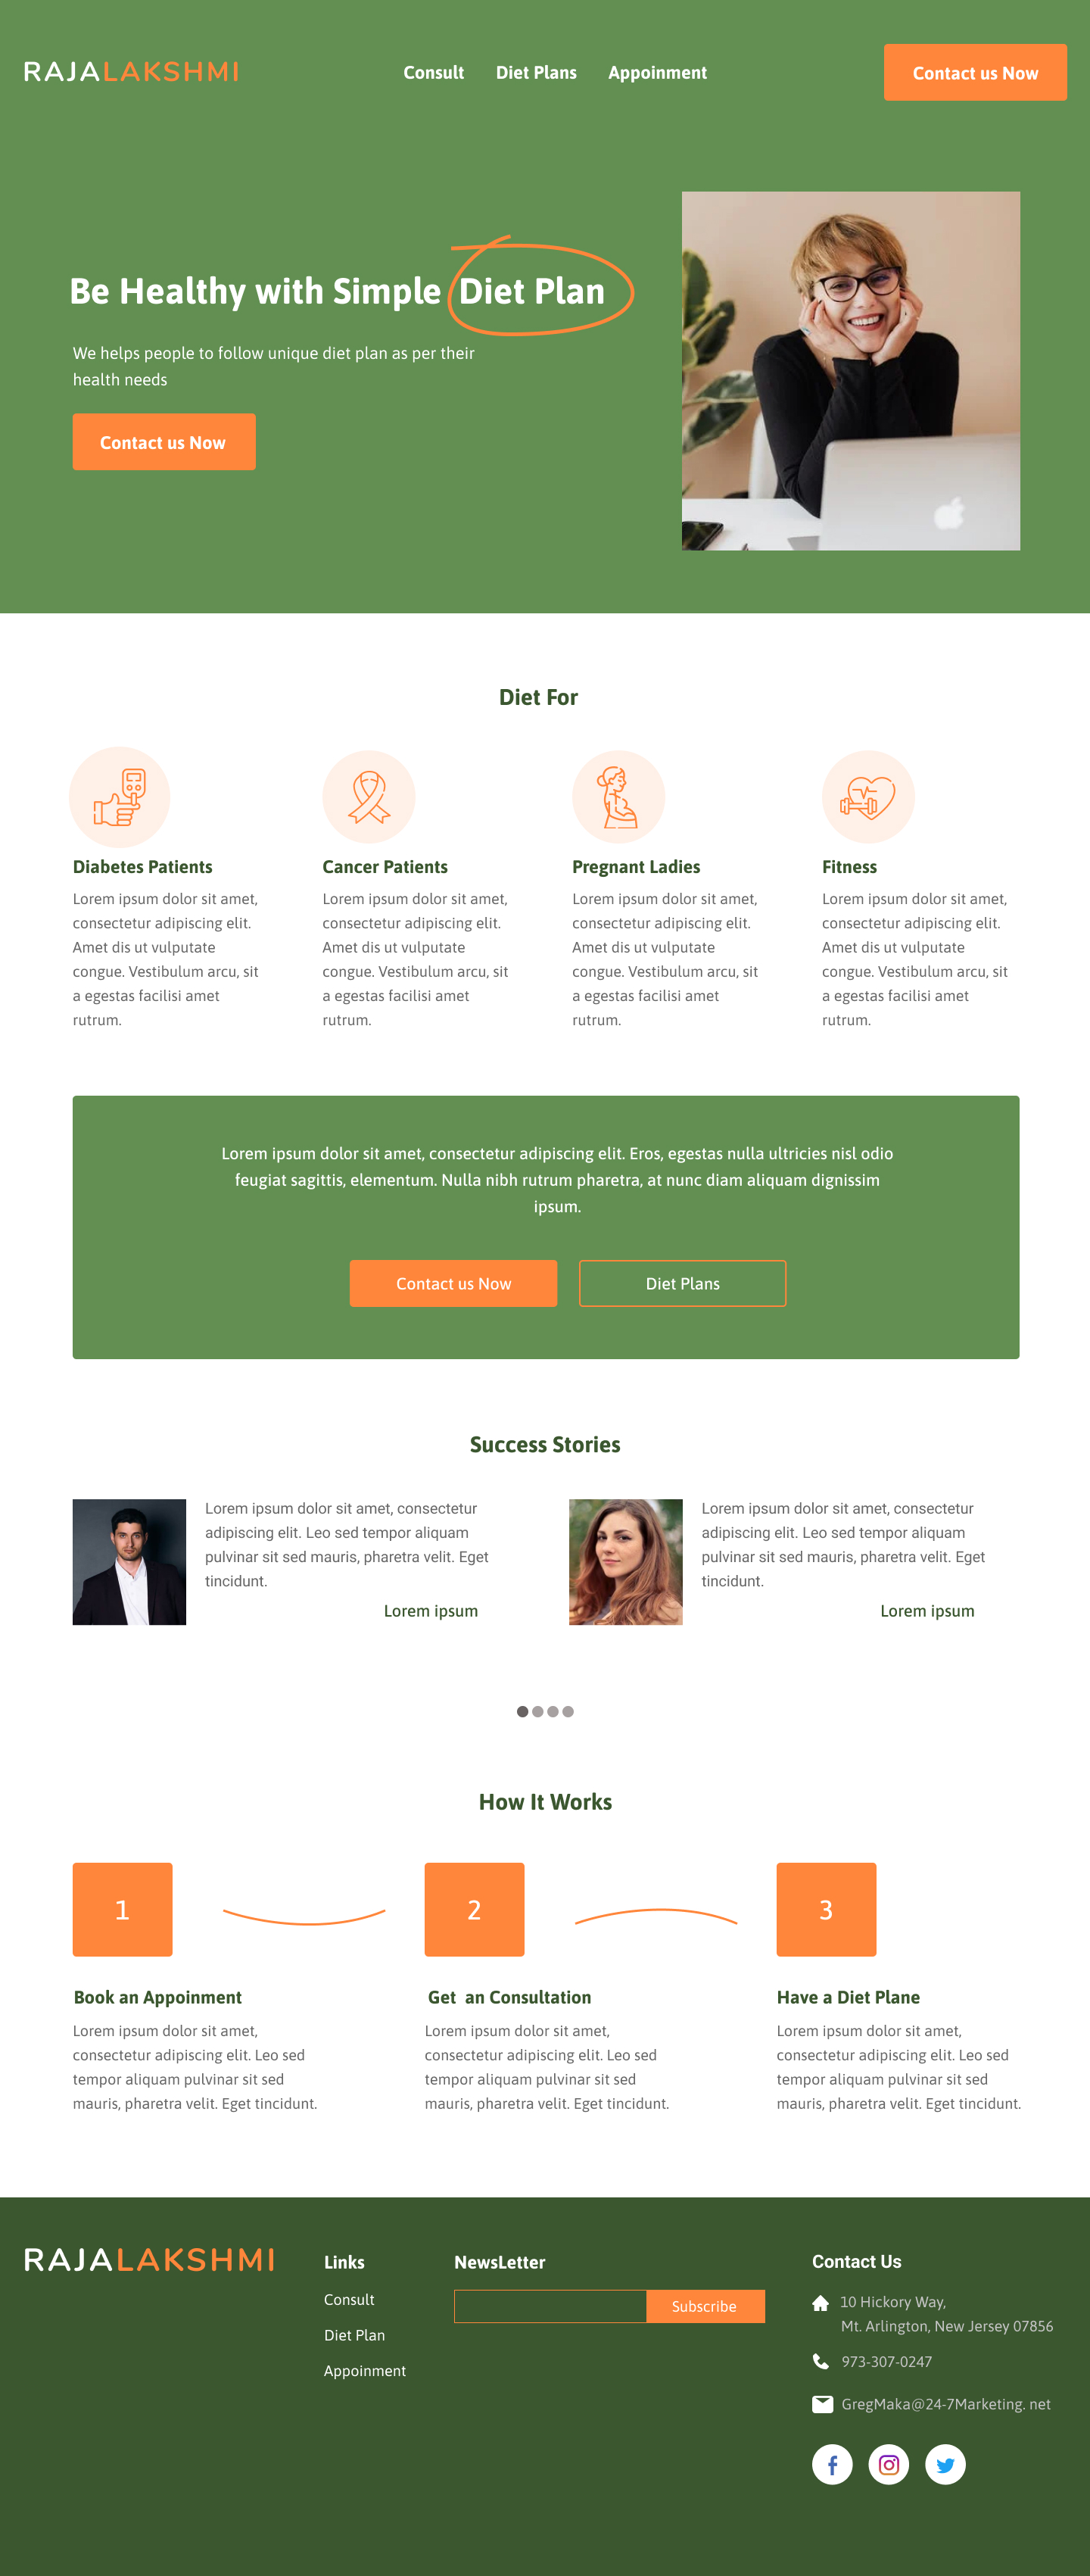 RAJALAKSHMI
Consult Diet Plans Appoinment
Contact us Now
Be Healthy with Simple Diet Plan
We helps people to follow unique diet plan as per their
health needs
Contact us Now
Diet For
Diabetes Patients
Lorem ipsum dolor sit amet,
consectetur adipiscing elit.
Amet dis ut vulputate
congue. Vestibulum arcu, sit
a egestas facilisi amet
rutrum.
Cancer Patients
Lorem ipsum dolor sit amet,
consectetur adipiscing elit.
Amet dis ut vulputate
congue. Vestibulum arcu, sit
a egestas facilisi amet
rutrum.
Pregnant Ladies
Lorem ipsum dolor sit amet,
consectetur adipiscing elit.
Amet dis ut vulputate
congue. Vestibulum arcu, sit
a egestas facilisi amet
rutrum.
Fitness
Lorem ipsum dolor sit amet,
consectetur adipiscing elit.
Amet dis ut vulputate
congue. Vestibulum arcu, sit
a egestas facilisi amet
rutrum.
Lorem ipsum dolor sit amet, consectetur adipiscing elit. Eros, egestas nulla ultricies nisl odio
feugiat sagittis, elementum. Nulla nibh rutrum pharetra, at nunc diam aliquam dignissim
ipsum.
Contact us Now
Diet Plans
Success Stories
Lorem ipsum dolor sit amet, consectetur
adipiscing elit. Leo sed tempor aliquam
pulvinar sit sed mauris, pharetra velit. Eget
tincidunt.
Lorem ipsum
Lorem ipsum dolor sit amet, consectetur
adipiscing elit. Leo sed tempor aliquam
pulvinar sit sed mauris, pharetra velit. Eget
tincidunt.
Lorem ipsum
How It Works
1
Book an Appoinment
Lorem ipsum dolor sit amet,
consectetur adipiscing elit. Leo sed
tempor aliquam pulvinar sit sed
mauris, pharetra velit. Eget tincidunt.
2
Get an Consultation
Lorem ipsum dolor sit amet,
consectetur adipiscing elit. Leo sed
tempor aliquam pulvinar sit sed
mauris, pharetra velit. Eget tincidunt.
3
Have a Diet Plane
Lorem ipsum dolor sit amet,
consectetur adipiscing elit. Leo sed
tempor aliquam pulvinar sit sed
mauris, pharetra velit. Eget tincidunt.
RAJALAKSHMI
Links
Consult
Diet Plan
Appoinment
NewsLetter
Subscribe
Contact Us
10 Hickory Way,
Mt. Arlington, New Jersey 07856
973-307-0247
GregMaka@24-7Marketing. net